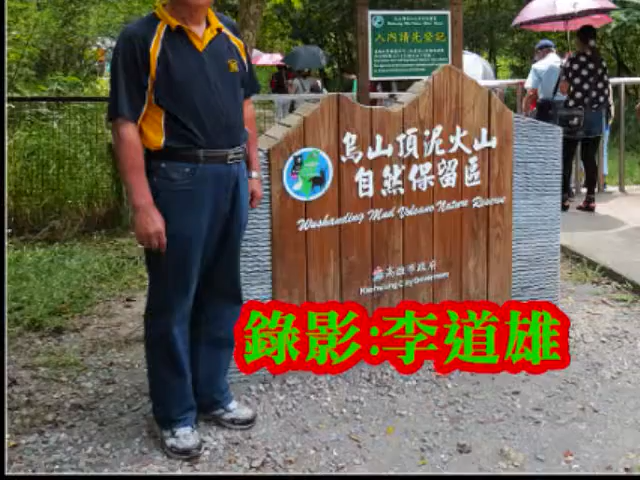 入內請先登記
烏山頂泥火山
自然保留區
Wushanding Mud Volcano Nature Reserve
高雄市政府
Kaohsiung City Government
錄影:李道雄